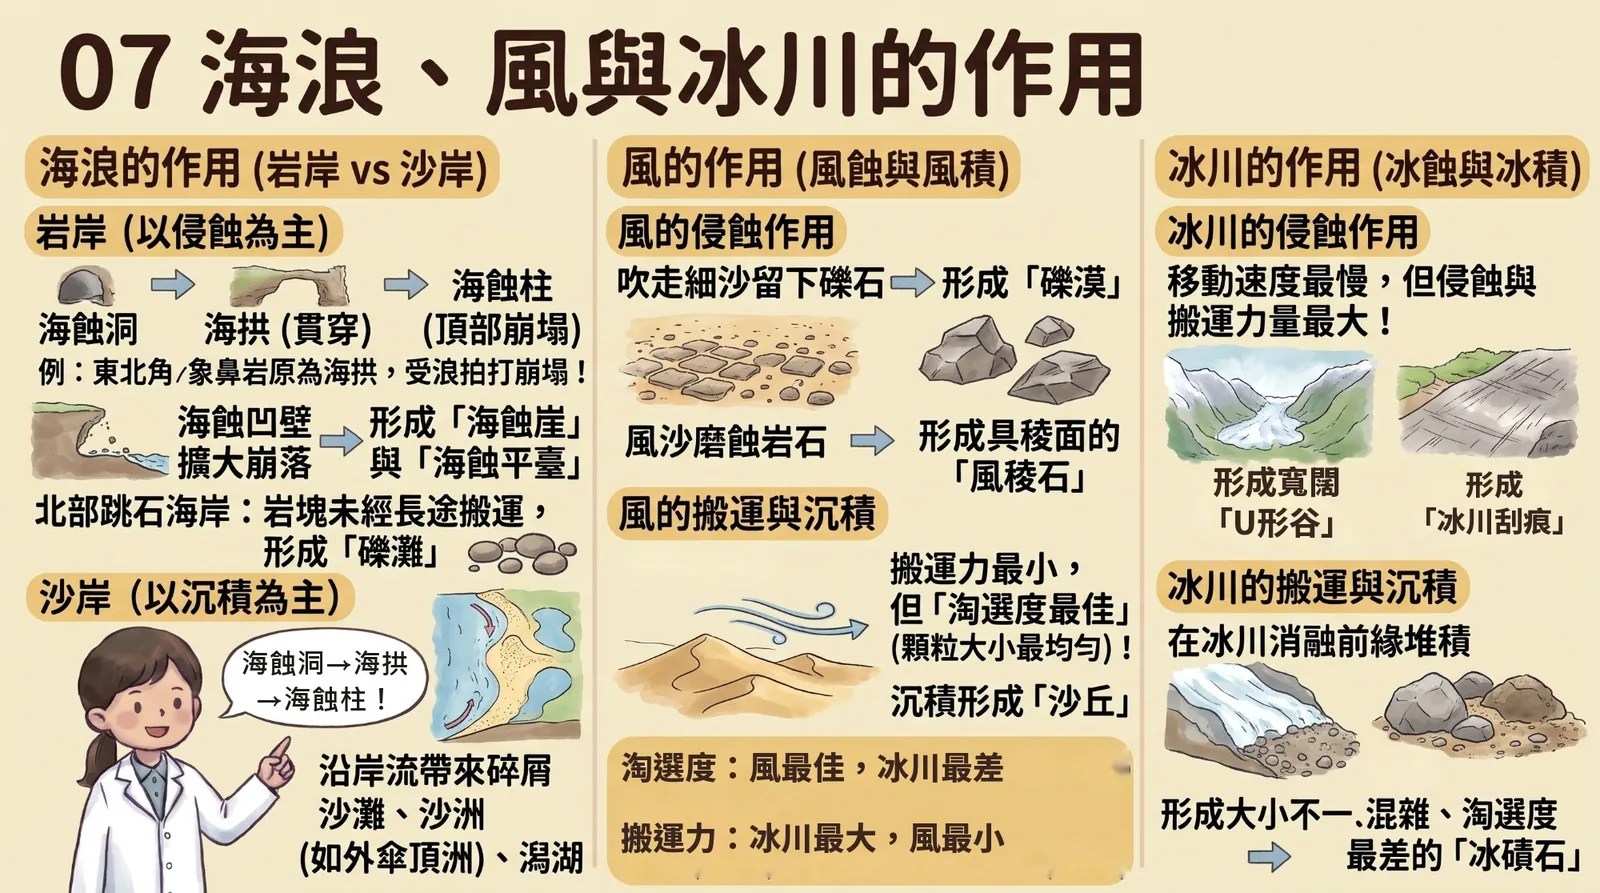 07 海浪、風與冰川的作用
海浪的作用 (岩岸 vs 沙岸)
岩岸 (以侵蝕為主)
海蝕洞
海拱 (貫穿)
海蝕柱
(頂部崩塌)
例：東北角/象鼻岩原為海拱，受浪拍打崩塌！
海蝕凹壁
擴大崩落
形成「海蝕崖」
與「海蝕平臺」
北部跳石海岸：岩塊未經長途搬運，
形成「礫灘」
沙岸 (以沉積為主)
海蝕洞→海拱
→海蝕柱！
沿岸流帶來碎屑
沙灘、沙洲
(如外傘頂洲)、潟湖
風的作用 (風蝕與風積)
風的侵蝕作用
吹走細沙留下礫石
形成「礫漠」
風沙磨蝕岩石
形成具稜面的
「風稜石」
風的搬運與沉積
搬運力最小，
但「淘選度最佳」
(顆粒大小最均勻)！
沉積形成「沙丘」
淘選度：風最佳，冰川最差
搬運力：冰川最大，風最小
冰川的作用 (冰蝕與冰積)
冰川的侵蝕作用
移動速度最慢，但侵蝕與
搬運力量最大！
形成寬闊
「U形谷」
形成
「冰川刮痕」
冰川的搬運與沉積
在冰川消融前緣堆積
形成大小不一.混雜、淘選度
最差的「冰磧石」